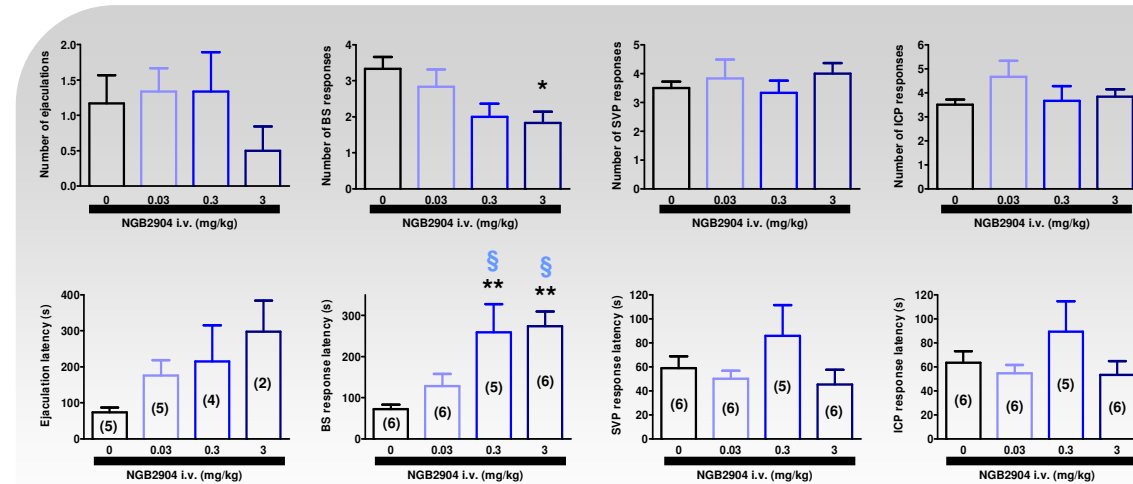 Number of ejaculations
2.0
1.5
1.0
0.5
0.0
0 0.03 0.3 3
NGB2904 i.v. (mg/kg)
Number of BS responses
4
3
2
1
0
*
0 0.03 0.3 3
NGB2904 i.v. (mg/kg)
Number of SVP responses
5
4
3
2
1
0
0 0.03 0.3 3
NGB2904 i.v. (mg/kg)
Number of ICP responses
6
5
4
3
2
1
0
0 0.03 0.3 3
NGB2904 i.v. (mg/kg)
Ejaculation latency (s)
400
300
200
100
0
(5) (5) (4) (2)
0 0.03 0.3 3
NGB2904 i.v. (mg/kg)
BS response latency (s)
300
200
100
0
§ §
** **
(6) (6) (5) (6)
0 0.03 0.3 3
NGB2904 i.v. (mg/kg)
SVP response latency (s)
120
100
80
60
40
20
0
(6) (6) (5) (6)
0 0.03 0.3 3
NGB2904 i.v. (mg/kg)
ICP response latency (s)
120
100
80
60
40
20
0
(6) (6) (5) (6)
0 0.03 0.3 3
NGB2904 i.v. (mg/kg)